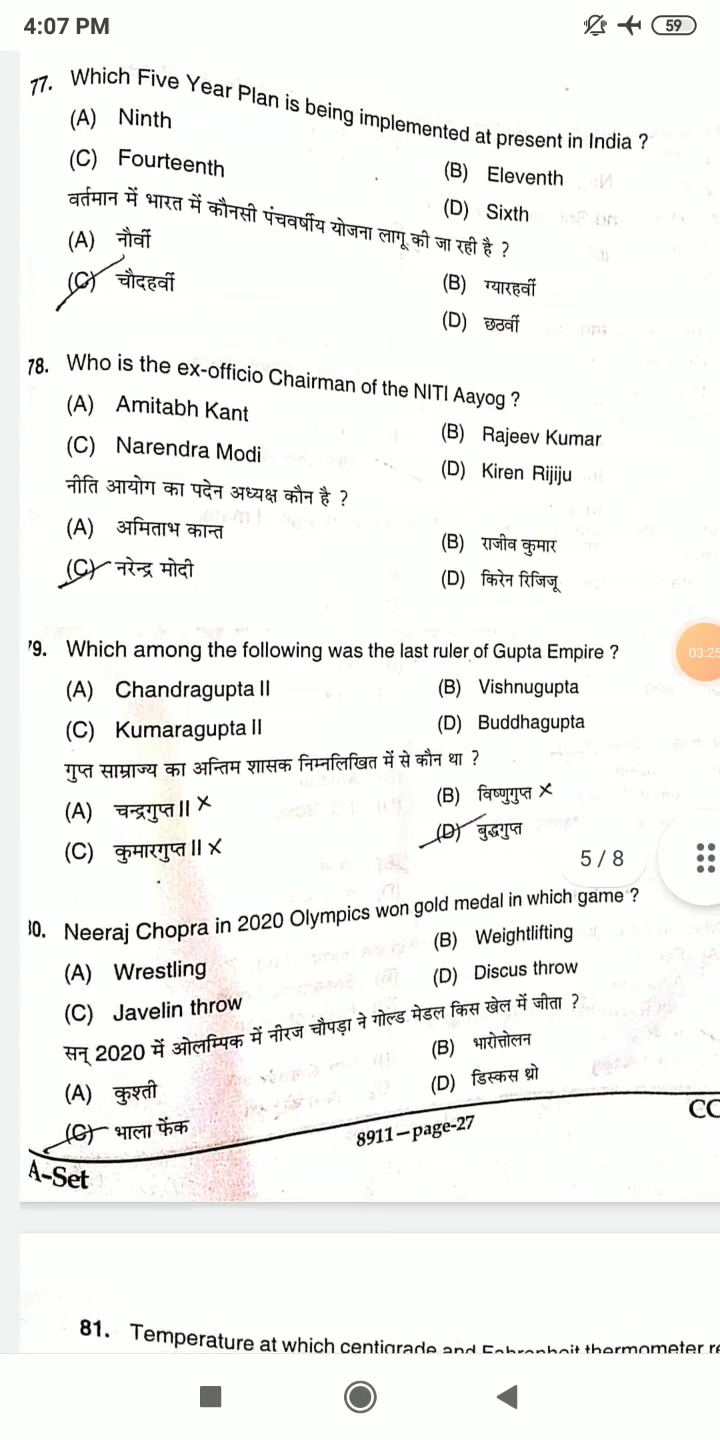 4:07 PM
59
77. Which Five Year Plan is being implemented at present in India ?
(A) Ninth
(B) Eleventh
(C) Fourteenth
(D) Sixth
वर्तमान में भारत में कौनसी पंचवर्षीय योजना लागू की जा रही है ?
(A) नौवीं
(B) ग्यारहवीं
(C) चौदहवीं
(D) छठवीं
78. Who is the ex-officio Chairman of the NITI Aayog ?
(A) Amitabh Kant
(B) Rajeev Kumar
(C) Narendra Modi
(D) Kiren Rijiju
नीति आयोग का पदेन अध्यक्ष कौन है ?
(A) अमिताभ कान्त
(B) राजीव कुमार
(C) नरेन्द्र मोदी
(D) किरेन रिजिजू
'9. Which among the following was the last ruler of Gupta Empire ?
03:25
(A) Chandragupta II
(B) Vishnugupta
(C) Kumaragupta II
(D) Buddhagupta
गुप्त साम्राज्य का अन्तिम शासक निम्नलिखित में से कौन था ?
(A) चन्द्रगुप्त II ×
(B) विष्णुगुप्त ×
(C) कुमारगुप्त II ×
(D) बुद्धगुप्त
5 / 8
30. Neeraj Chopra in 2020 Olympics won gold medal in which game ?
(A) Wrestling
(B) Weightlifting
(C) Javelin throw
(D) Discus throw
सन् 2020 में ओलम्पिक में नीरज चौपड़ा ने गोल्ड मेडल किस खेल में जीता ?
(A) कुश्ती
(B) भारोत्तोलन
(C) भाला फेंक
(D) डिस्कस थ्रो
8911–page-27
CC
A-Set
81. Temperature at which centigrade and Fahrenheit thermometer re